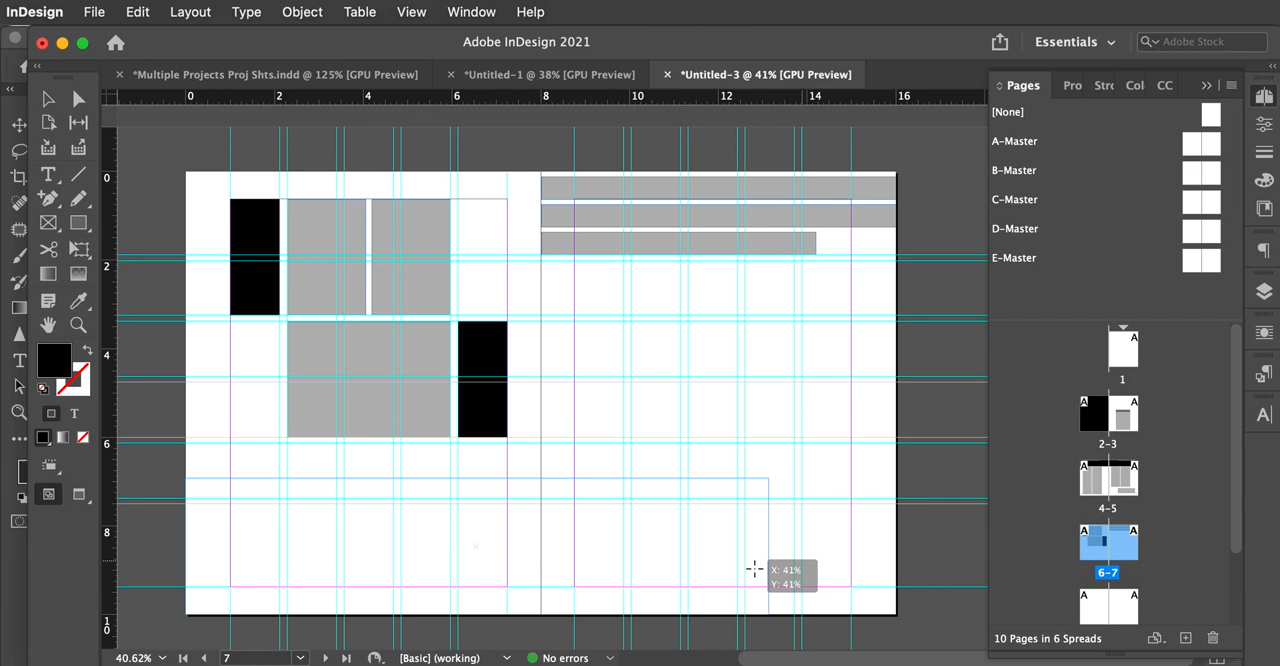 InDesign File Edit Layout Type Object Table View Window Help
Adobe InDesign 2021
Essentials
Adobe Stock
*Multiple Projects Proj Shts.indd @ 125% [GPU Preview]
*Untitled-1 @ 38% [GPU Preview]
*Untitled-3 @ 41% [GPU Preview]
Pages Pro Strc Col CC
0 2 4 6 8 10 12 14 16
[None]
A-Master
B-Master
C-Master
D-Master
E-Master
0
2
4
6
8
10
A
1
A A
2-3
A A
4-5
A A
6-7
A A
X: 41%
Y: 41%
10 Pages in 6 Spreads
40.62% 7 [Basic] (working) No errors